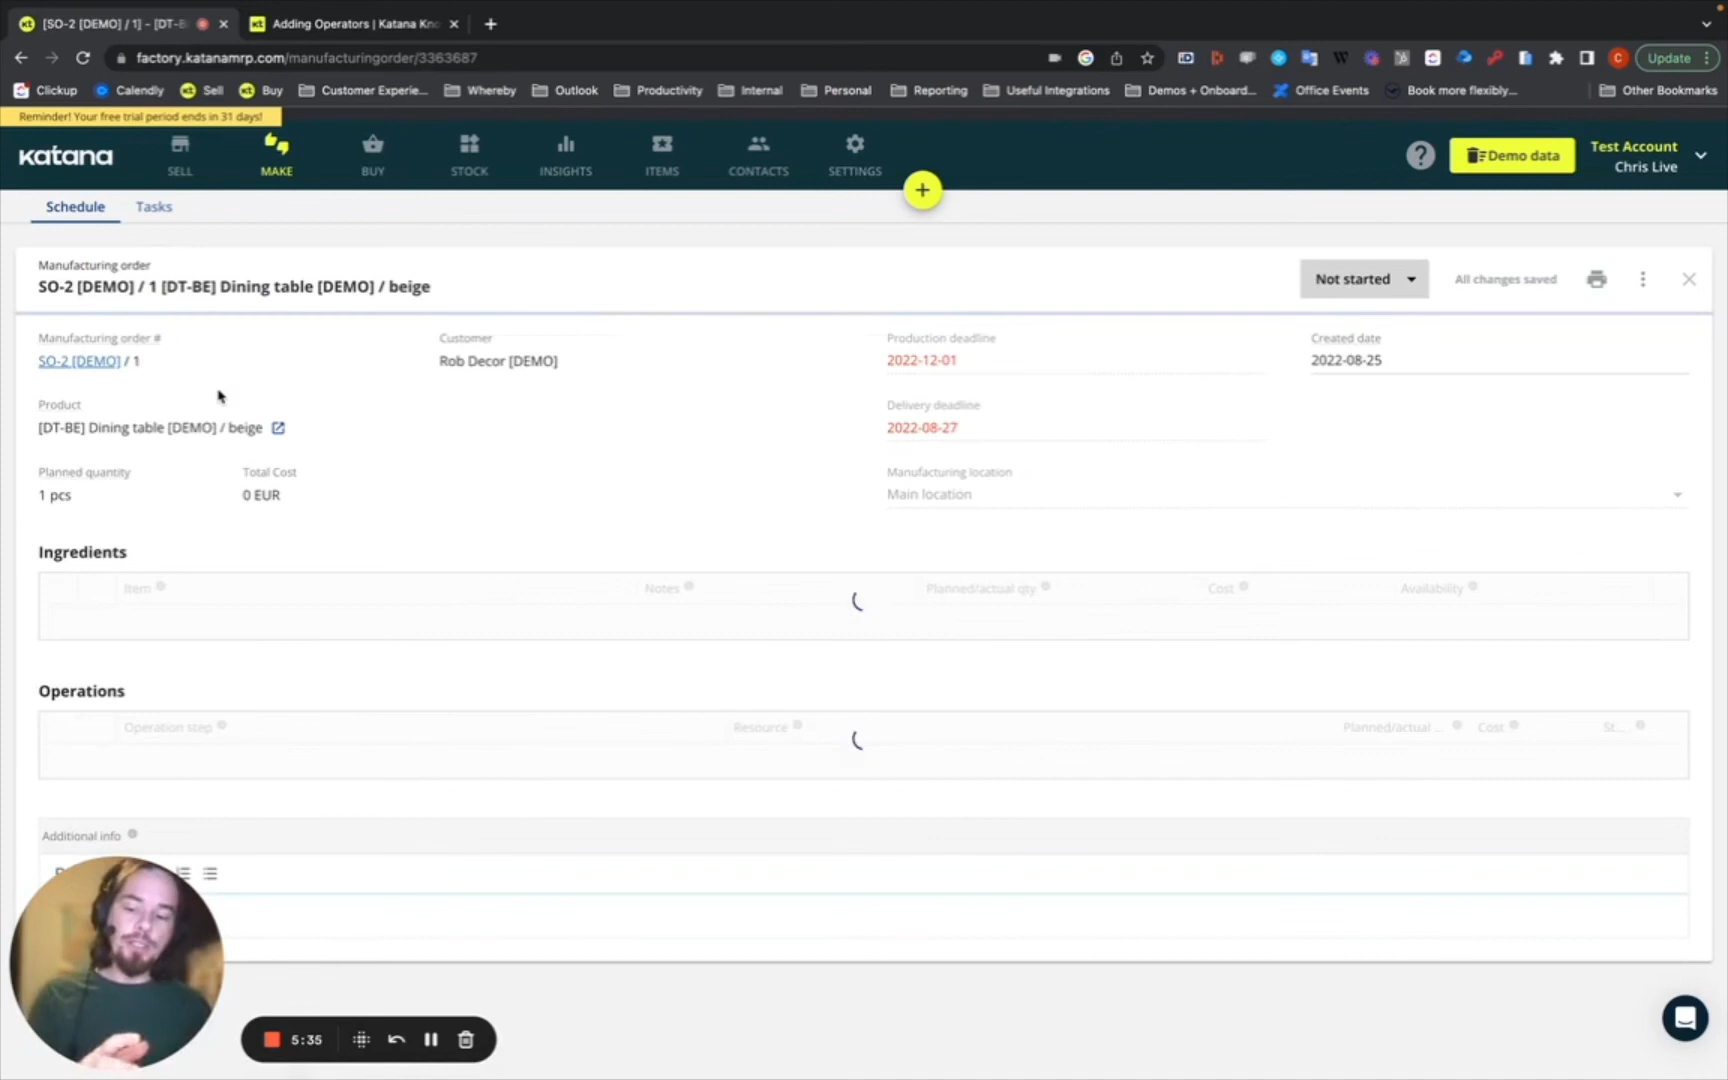 [SO-2 [DEMO] / 1] - [DT-B
Adding Operators | Katana Kno
factory.katanamrp.com/manufacturingorder/3363687
Update
Clickup
Calendly
Sell
Buy
Customer Experie...
Whereby
Outlook
Productivity
Internal
Personal
Reporting
Useful Integrations
Demos + Onboard...
Office Events
Book more flexibly...
Other Bookmarks
Reminder! Your free trial period ends in 31 days!
katana
SELL
MAKE
BUY
STOCK
INSIGHTS
ITEMS
CONTACTS
SETTINGS
Demo data
Test Account
Chris Live
Schedule
Tasks
Manufacturing order
SO-2 [DEMO] / 1 [DT-BE] Dining table [DEMO] / beige
Not started
All changes saved
Manufacturing order #
SO-2 [DEMO] / 1
Customer
Rob Decor [DEMO]
Production deadline
2022-12-01
Created date
2022-08-25
Product
[DT-BE] Dining table [DEMO] / beige
Delivery deadline
2022-08-27
Planned quantity
1 pcs
Total Cost
0 EUR
Manufacturing location
Main location
Ingredients
Item
Notes
Planned/actual qty
Cost
Availability
Operations
Operation step
Resource
Planned/actual ...
Cost
St...
Additional info
5:35